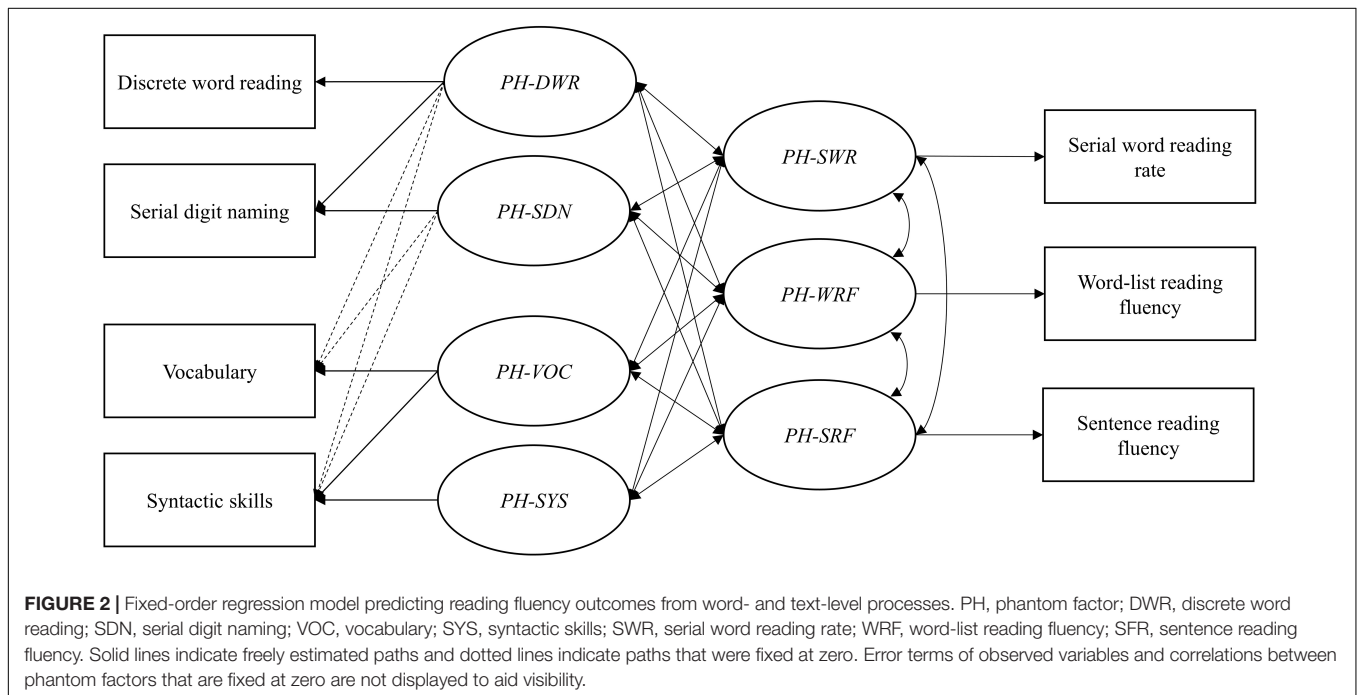 Discrete word reading
Serial digit naming
Vocabulary
Syntactic skills
PH-DWR
PH-SDN
PH-VOC
PH-SYS
PH-SWR
PH-WRF
PH-SRF
Serial word reading
rate
Word-list reading
fluency
Sentence reading
fluency
FIGURE 2 | Fixed-order regression model predicting reading fluency outcomes from word- and text-level processes. PH, phantom factor; DWR, discrete word
reading; SDN, serial digit naming; VOC, vocabulary; SYS, syntactic skills; SWR, serial word reading rate; WRF, word-list reading fluency; SFR, sentence reading
fluency. Solid lines indicate freely estimated paths and dotted lines indicate paths that were fixed at zero. Error terms of observed variables and correlations between
phantom factors that are fixed at zero are not displayed to aid visibility.